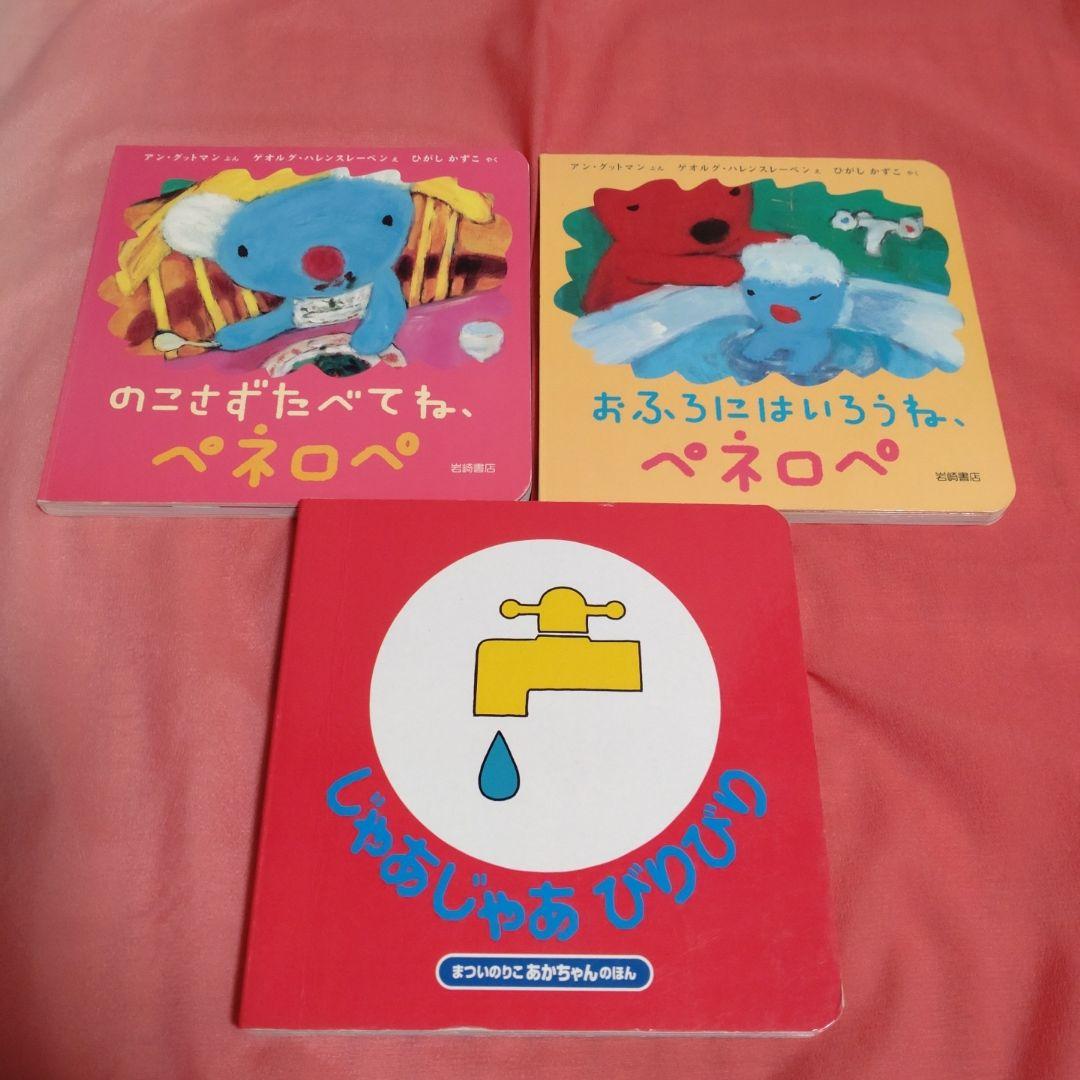 アン・グットマン ぶん ゲオルグ・ハレンスレーベン え ひがし かずこ やく
のこさずたべてね、
ペネロペ
岩崎書店
アン・グットマン ぶん ゲオルグ・ハレンスレーベン え ひがし かずこ やく
おふろにはいろうね、
ペネロペ
岩崎書店
じゃあじゃあ びりびり
まついのりこ あかちゃんのほん